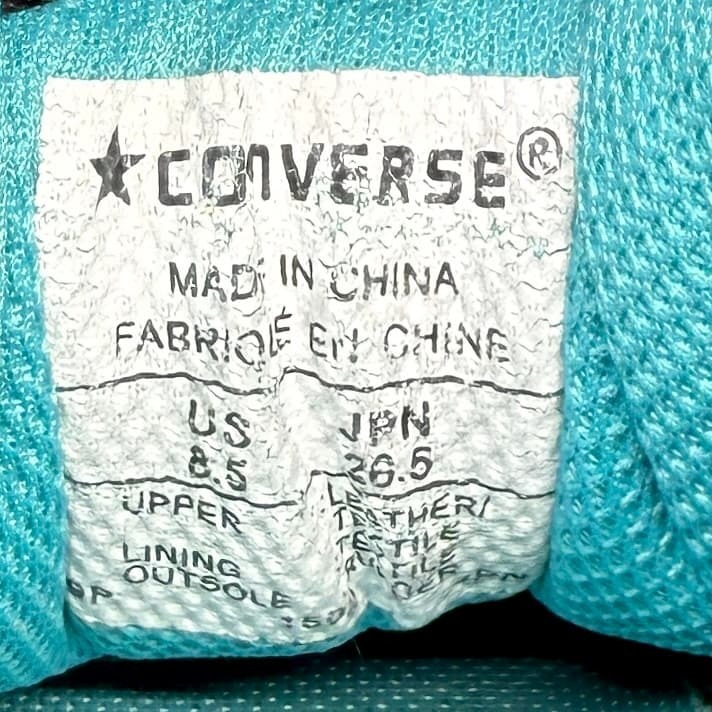 ★CONVERSE®
MADE IN CHINA
FABRIQUÉ EN CHINE
US JPN
8.5 26.5
UPPER LEATHER/
TEXTILE
LINING
OUTSOLE